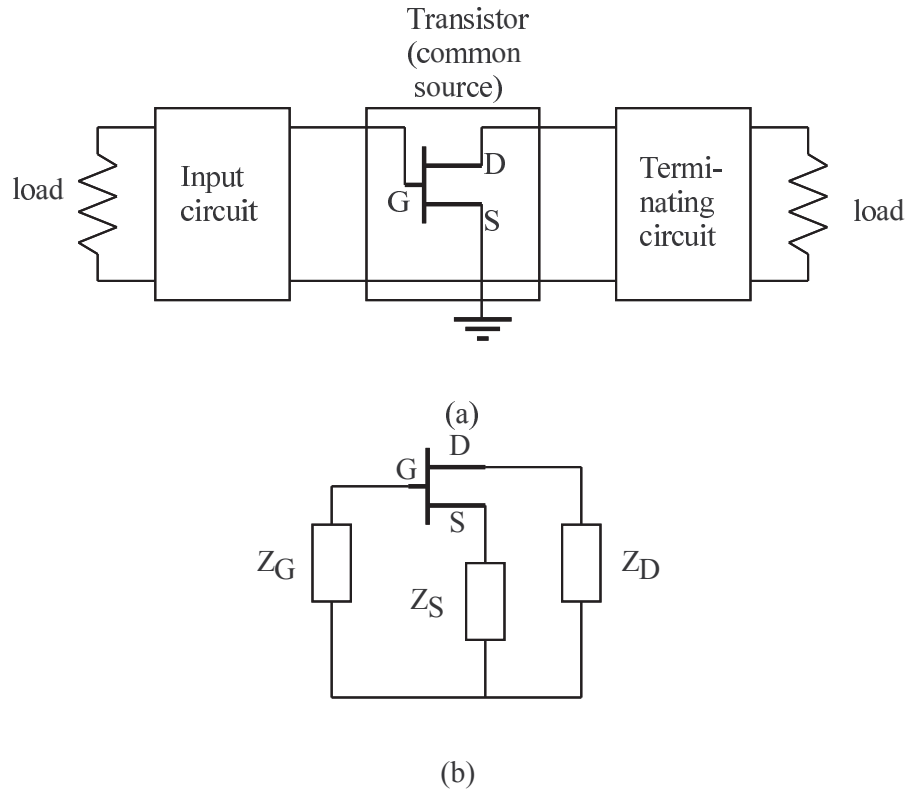 Transistor
(common
source)
load
Input
circuit
G
D
S
Termi-
nating
circuit
load
(a)
D
G
S
ZG
ZS
ZD
(b)